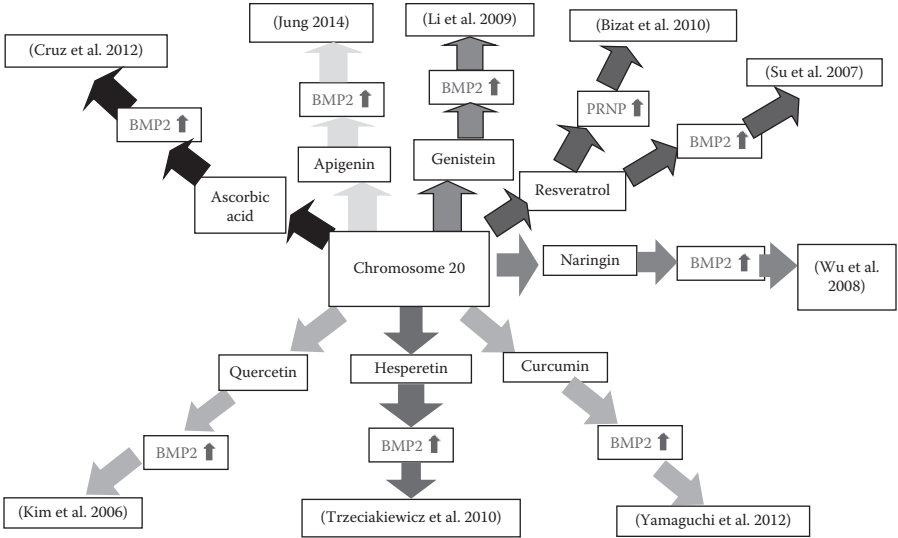 (Cruz et al. 2012)
(Jung 2014)
(Li et al. 2009)
(Bizat et al. 2010)
(Su et al. 2007)
BMP2
BMP2
BMP2
PRNP
BMP2
Ascorbic
acid
Apigenin
Genistein
Resveratrol
Chromosome 20
Naringin
BMP2
(Wu et al.
2008)
Quercetin
Hesperetin
Curcumin
BMP2
BMP2
BMP2
(Kim et al. 2006)
(Trzeciakiewicz et al. 2010)
(Yamaguchi et al. 2012)